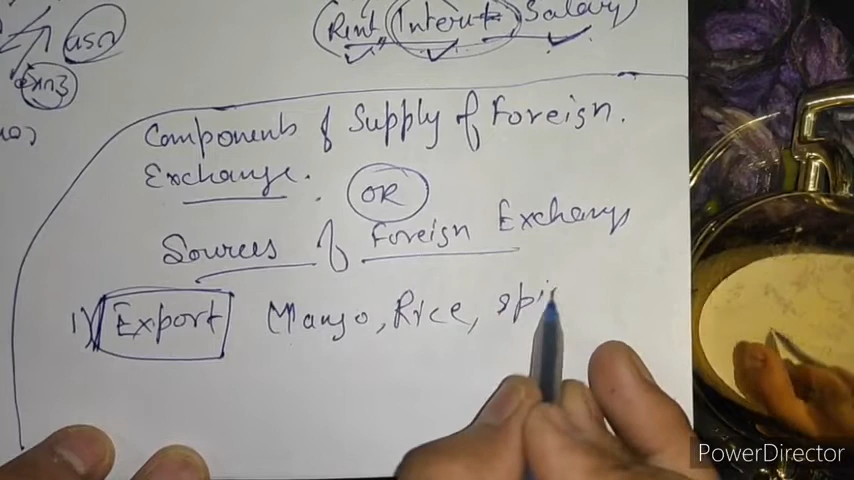 Rent, Interest Salary
Components of Supply of Foreign.
Exchange.
OR
Sources of Foreign Exchange
1) Export Mango, Rice, spi
PowerDirector